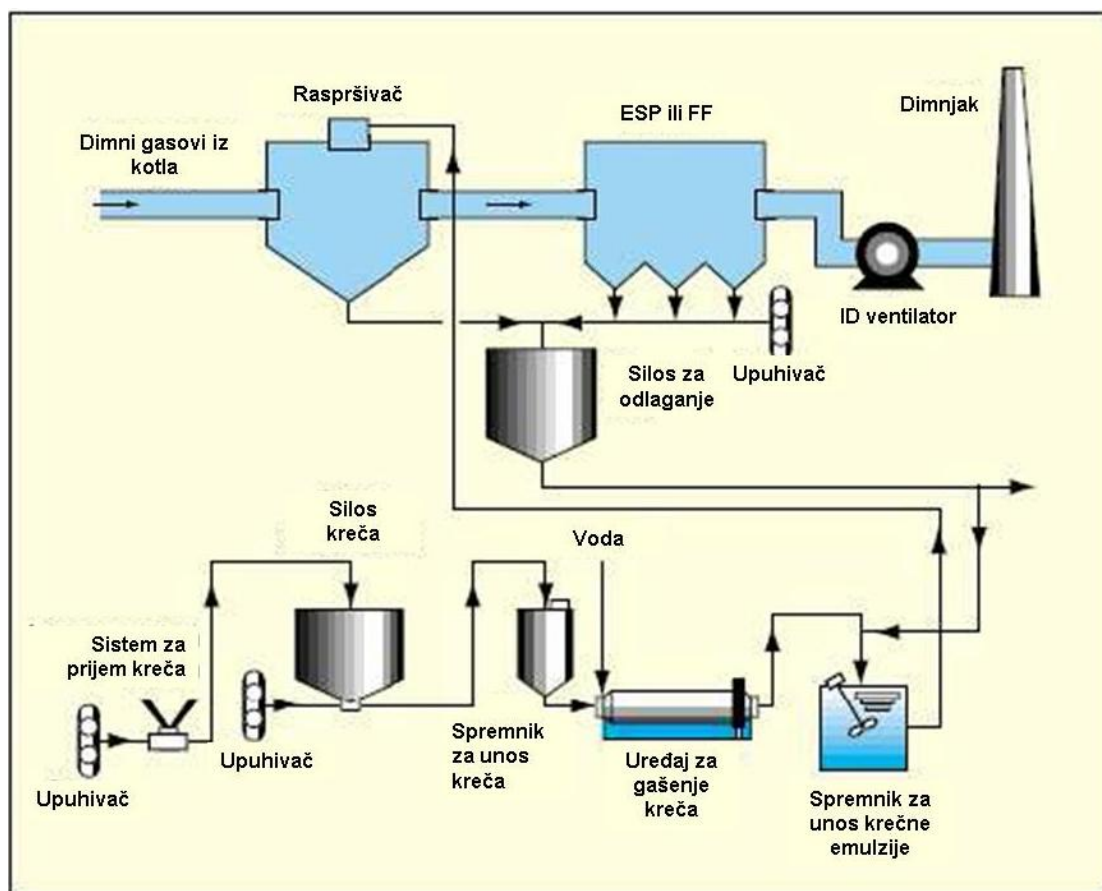 Raspršivač
ESP ili FF
Dimnjak
Dimni gasovi iz
kotla
ID ventilator
Silos za
odlaganje
Upuhivač
Silos
kreča
Voda
Sistem za
prijem kreča
Upuhivač
Upuhivač
Spremnik
za unos
kreča
Uređaj za
gašenje
kreča
Spremnik za
unos krečne
emulzije